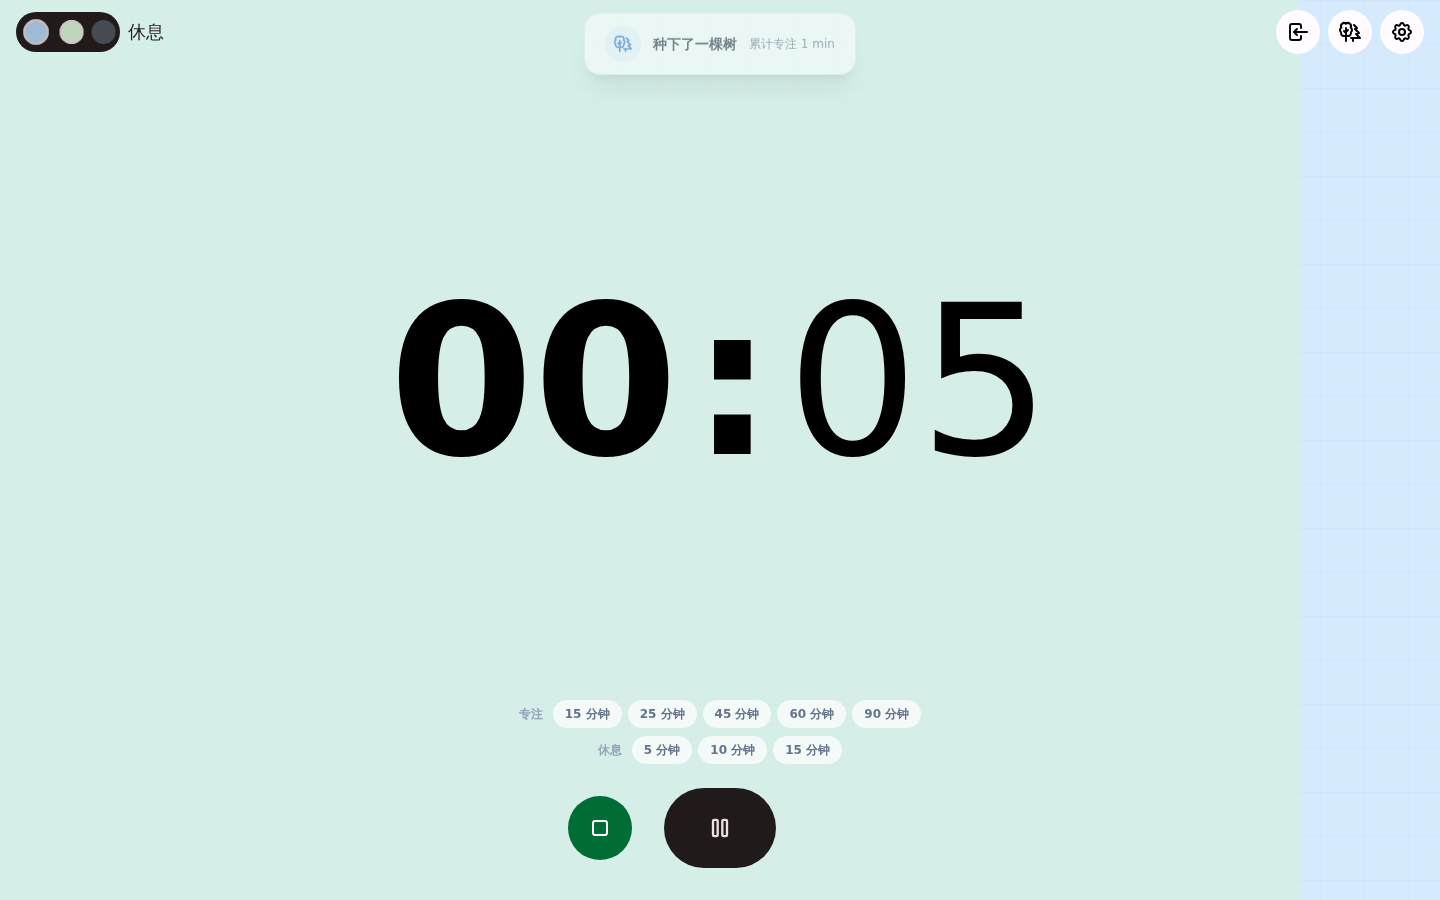 休息
种下了一棵树 累计专注 1 min
00:05
专注 15 分钟 25 分钟 45 分钟 60 分钟 90 分钟
休息 5 分钟 10 分钟 15 分钟